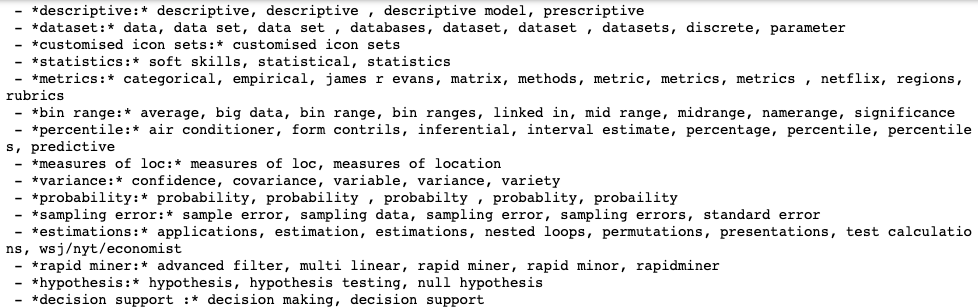 - *descriptive:* descriptive, descriptive , descriptive model, prescriptive
- *dataset:* data, data set, data set , databases, dataset, dataset , datasets, discrete, parameter
- *customised icon sets:* customised icon sets
- *statistics:* soft skills, statistical, statistics
- *metrics:* categorical, empirical, james r evans, matrix, methods, metric, metrics, metrics , netflix, regions,
rubrics
- *bin range:* average, big data, bin range, bin ranges, linked in, mid range, midrange, namerange, significance
- *percentile:* air conditioner, form contrils, inferential, interval estimate, percentage, percentile, percentile
s, predictive
- *measures of loc:* measures of loc, measures of location
- *variance:* confidence, covariance, variable, variance, variety
- *probability:* probability, probability , probabilty , probablity, probaility
- *sampling error:* sample error, sampling data, sampling error, sampling errors, standard error
- *estimations:* applications, estimation, estimations, nested loops, permutations, presentations, test calculatio
ns, wsj/nyt/economist
- *rapid miner:* advanced filter, multi linear, rapid miner, rapid minor, rapidminer
- *hypothesis:* hypothesis, hypothesis testing, null hypothesis
- *decision support :* decision making, decision support